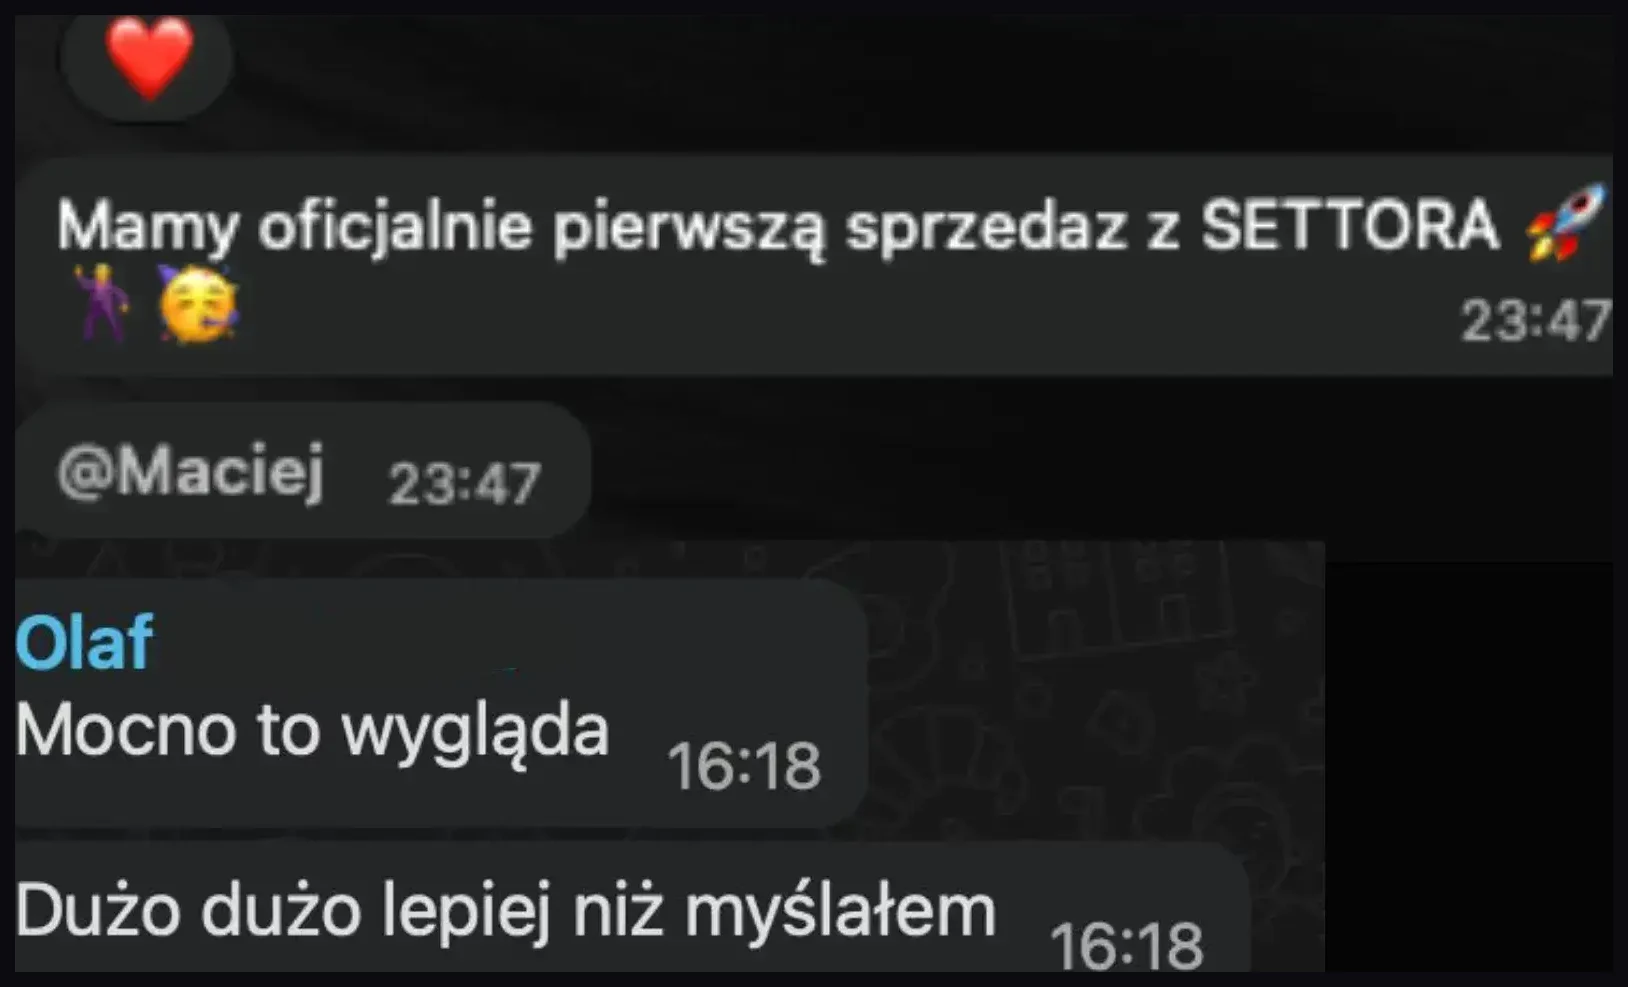 Mamy oficjalnie pierwszą sprzedaz z SETTORA 🚀
🕺 🥳 23:47
@Maciej 23:47
Olaf
Mocno to wygląda 16:18
Dużo dużo lepiej niż myślałem 16:18